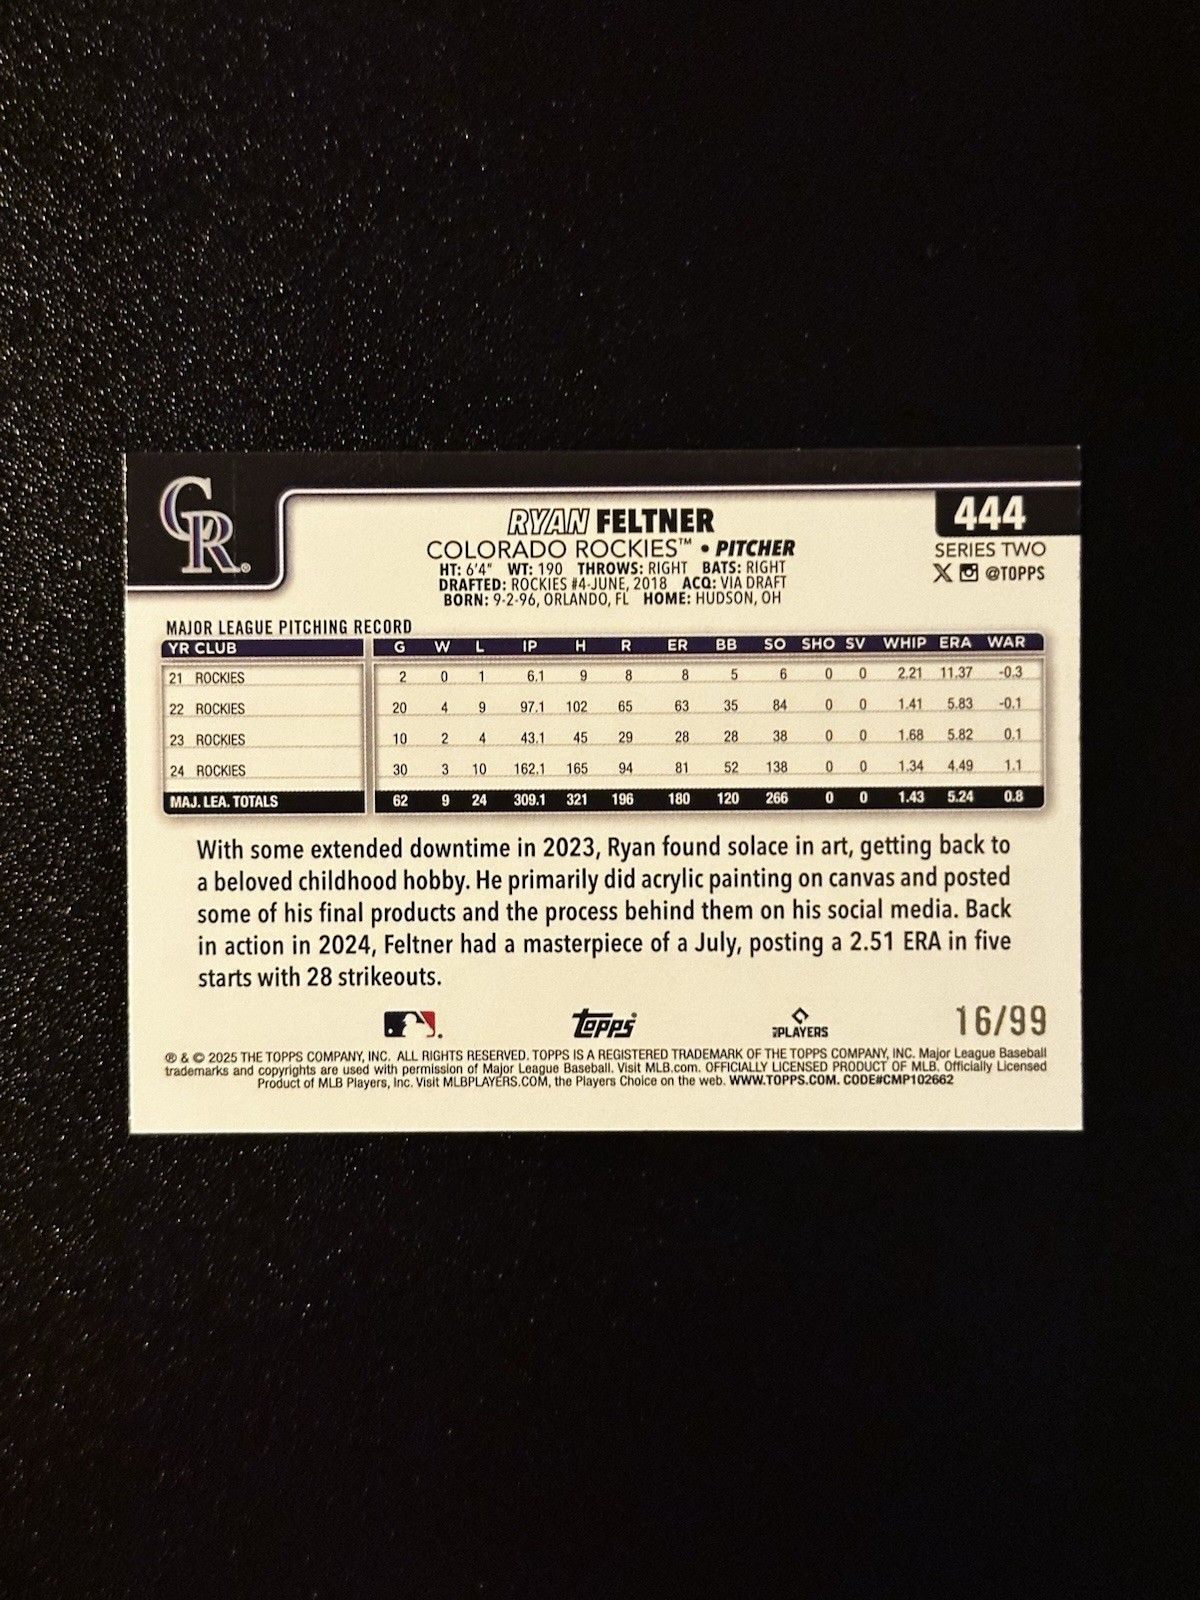 CR®
RYAN FELTNER
COLORADO ROCKIES™ • PITCHER
HT: 6'4" WT: 190 THROWS: RIGHT BATS: RIGHT
DRAFTED: ROCKIES #4-JUNE, 2018 ACQ: VIA DRAFT
BORN: 9-2-96, ORLANDO, FL HOME: HUDSON, OH
444
SERIES TWO
X @TOPPS
MAJOR LEAGUE PITCHING RECORD
YR CLUB G W L IP H R ER BB SO SHO SV WHIP ERA WAR
21 ROCKIES 2 0 1 6.1 9 8 8 5 6 0 0 2.21 11.37 -0.3
22 ROCKIES 20 4 9 97.1 102 65 63 35 84 0 0 1.41 5.83 -0.1
23 ROCKIES 10 2 4 43.1 45 29 28 28 38 0 0 1.68 5.82 0.1
24 ROCKIES 30 3 10 162.1 165 94 81 52 138 0 0 1.34 4.49 1.1
MAJ. LEA. TOTALS 62 9 24 309.1 321 196 180 120 266 0 0 1.43 5.24 0.8
With some extended downtime in 2023, Ryan found solace in art, getting back to
a beloved childhood hobby. He primarily did acrylic painting on canvas and posted
some of his final products and the process behind them on his social media. Back
in action in 2024, Feltner had a masterpiece of a July, posting a 2.51 ERA in five
starts with 28 strikeouts.
topps
PLAYERS
16/99
® & © 2025 THE TOPPS COMPANY, INC. ALL RIGHTS RESERVED. TOPPS IS A REGISTERED TRADEMARK OF THE TOPPS COMPANY, INC. Major League Baseball
trademarks and copyrights are used with permission of Major League Baseball. Visit MLB.com. OFFICIALLY LICENSED PRODUCT OF MLB. Officially Licensed
Product of MLB Players, Inc. Visit MLBPLAYERS.COM, the Players Choice on the web. WWW.TOPPS.COM. CODE#CMP102662